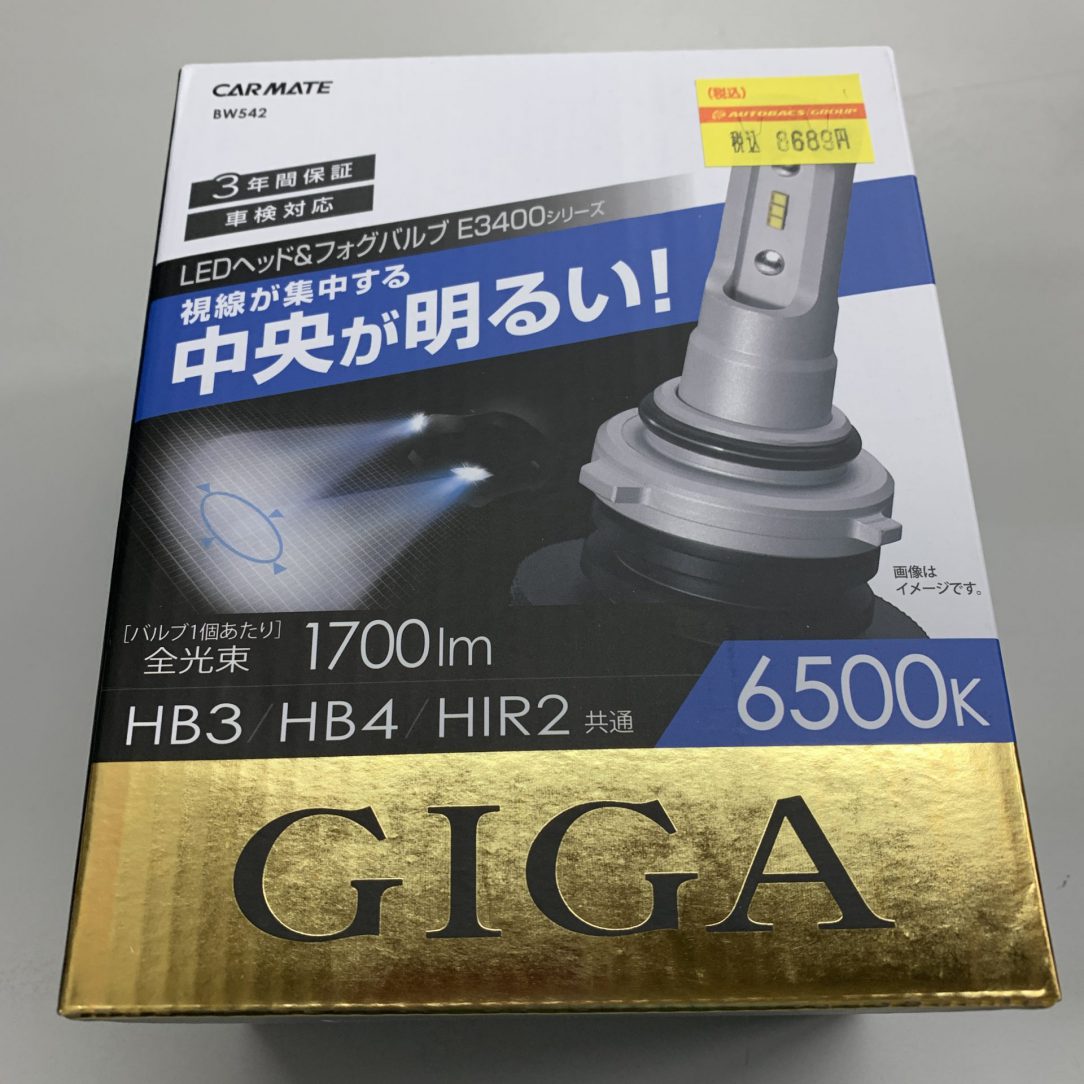 CARMATE
BW542
(税込)
AUTOBACS GROUP
税込 8689円
3年間保証
車検対応
LEDヘッド&フォグバルブ E3400シリーズ
視線が集中する
中央が明るい!
画像は
イメージです。
[バルブ1個あたり]
全光束 1700lm
HB3/HB4/HIR2 共通
6500K
GIGA